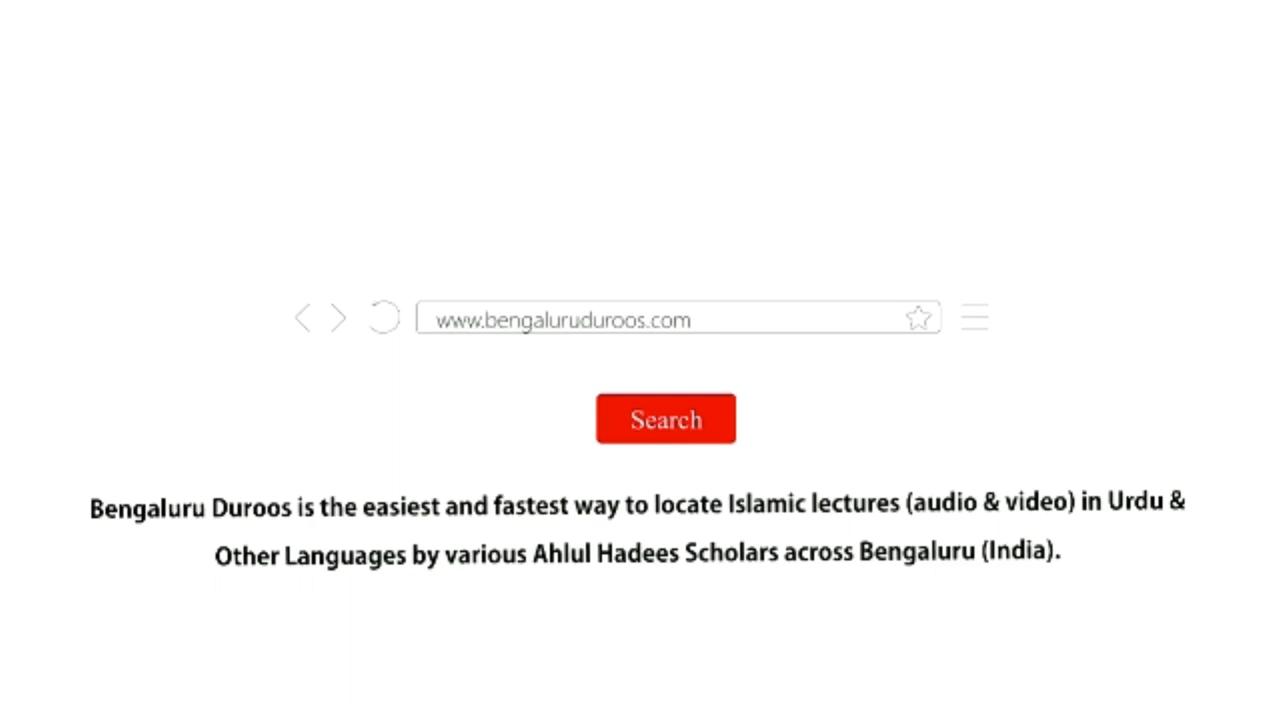 www.bengaluruduroos.com
Search
Bengaluru Duroos is the easiest and fastest way to locate Islamic lectures (audio & video) in Urdu &
Other Languages by various Ahlul Hadees Scholars across Bengaluru (India).